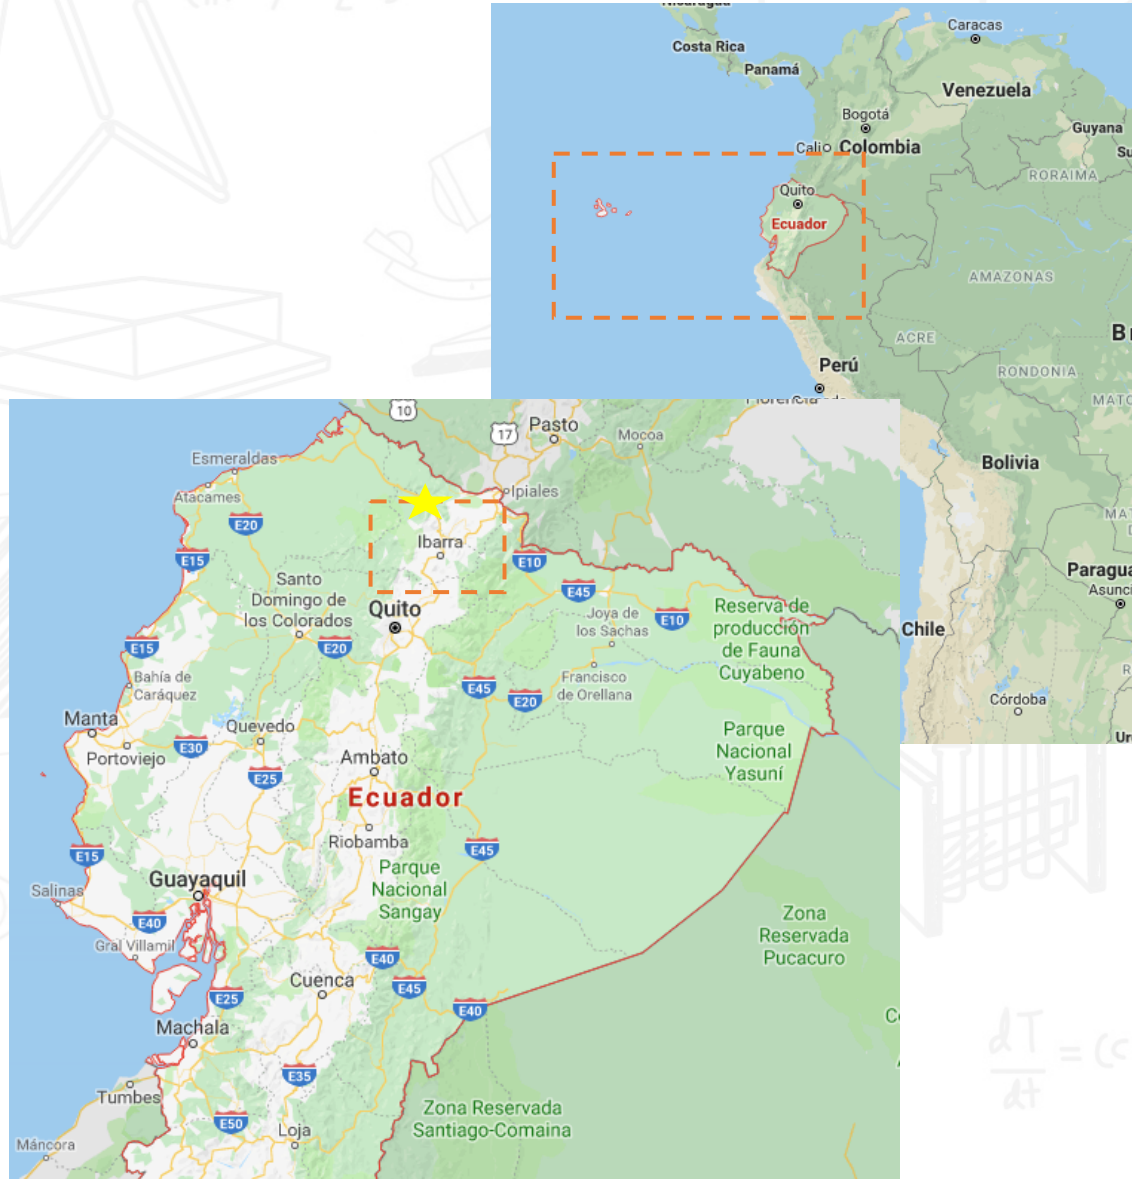 Nicaragua
Caracas
Costa Rica
Panamá
Venezuela
Bogotá
Guyana
Cali
Colombia
RORAIMA
Quito
Ecuador
AMAZONAS
ACRE
Perú
RONDONIA
Bolivia
Asunci
Chile
Córdoba
10
Pasto
17
Mocoa
Esmeraldas
Ipiales
Atacames
E20
Ibarra
E15
E10
Santo
Domingo de
los Colorados
E45
Quito
Joya de
los Sachas
E10
Reserva de
producción
de Fauna
Cuyabeno
E15
E20
Bahía de
Caráquez
Francisco
de Orellana
E45
E20
Manta
Quevedo
Parque
Nacional
Yasuní
Portoviejo
E30
Ambato
E25
Ecuador
Riobamba
E45
E15
Parque
Nacional
Sangay
Guayaquil
Salinas
E40
Zona
Reservada
Pucacuro
Gral Villamil
E40
Cuenca
E45
E25
E40
Machala
E35
Tumbes
Zona Reservada
Santiago-Comaina
E50
Loja
Máncora
dT
dt
= (c